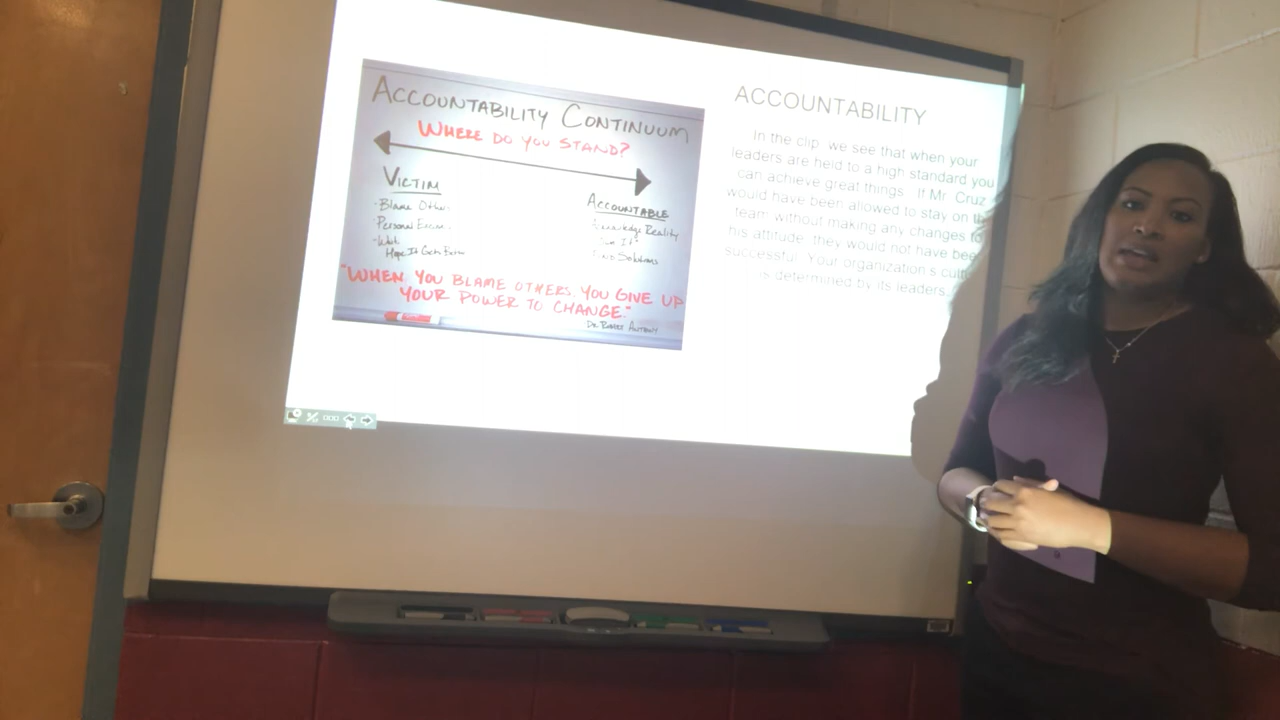 ACCOUNTABILITY CONTINUUM
WHERE DO YOU STAND?
VICTIM
- Blame Others
- Personal Excuses
- Wait
Hope It Gets Better
ACCOUNTABLE
Acknowledge Reality
Own It
Find Solutions
"WHEN YOU BLAME OTHERS, YOU GIVE UP
YOUR POWER TO CHANGE."
DR. ROBERT ANTHONY
ACCOUNTABILITY
In the clip, we see that when your
leaders are held to a high standard you
can achieve great things. If Mr. Cruz
would have been allowed to stay on the
team without making any changes to
his attitude, they would not have been
successful. Your organization's culture
is determined by its leaders.